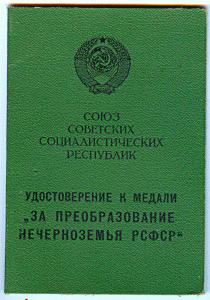 СОЮЗ
СОВЕТСКИХ
СОЦИАЛИСТИЧЕСКИХ
РЕСПУБЛИК
УДОСТОВЕРЕНИЕ К МЕДАЛИ
„ЗА ПРЕОБРАЗОВАНИЕ
НЕЧЕРНОЗЕМЬЯ РСФСР“